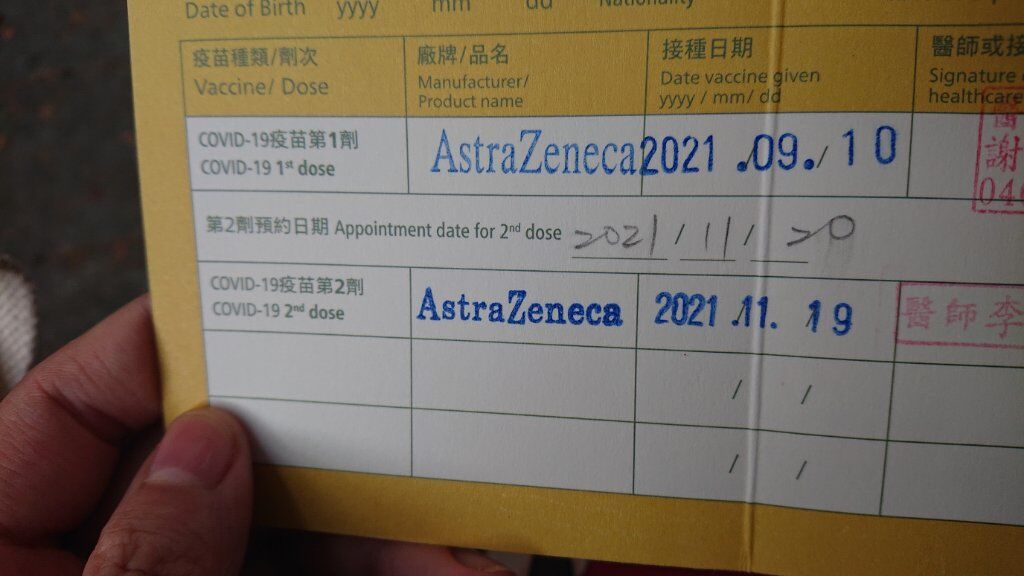 Date of Birth yyyy mm dd Nationality
疫苗種類/劑次
Vaccine/ Dose
廠牌/品名
Manufacturer/
Product name
接種日期
Date vaccine given
yyyy / mm/ dd
醫師或接
Signature
healthcare
COVID-19疫苗第1劑
COVID-19 1st dose
AstraZeneca
2021 .09./ 10
醫
謝
04
第2劑預約日期 Appointment date for 2nd dose 2021/11/20
COVID-19疫苗第2劑
COVID-19 2nd dose
AstraZeneca
2021 .11. 19
醫師李
/ /
/ /